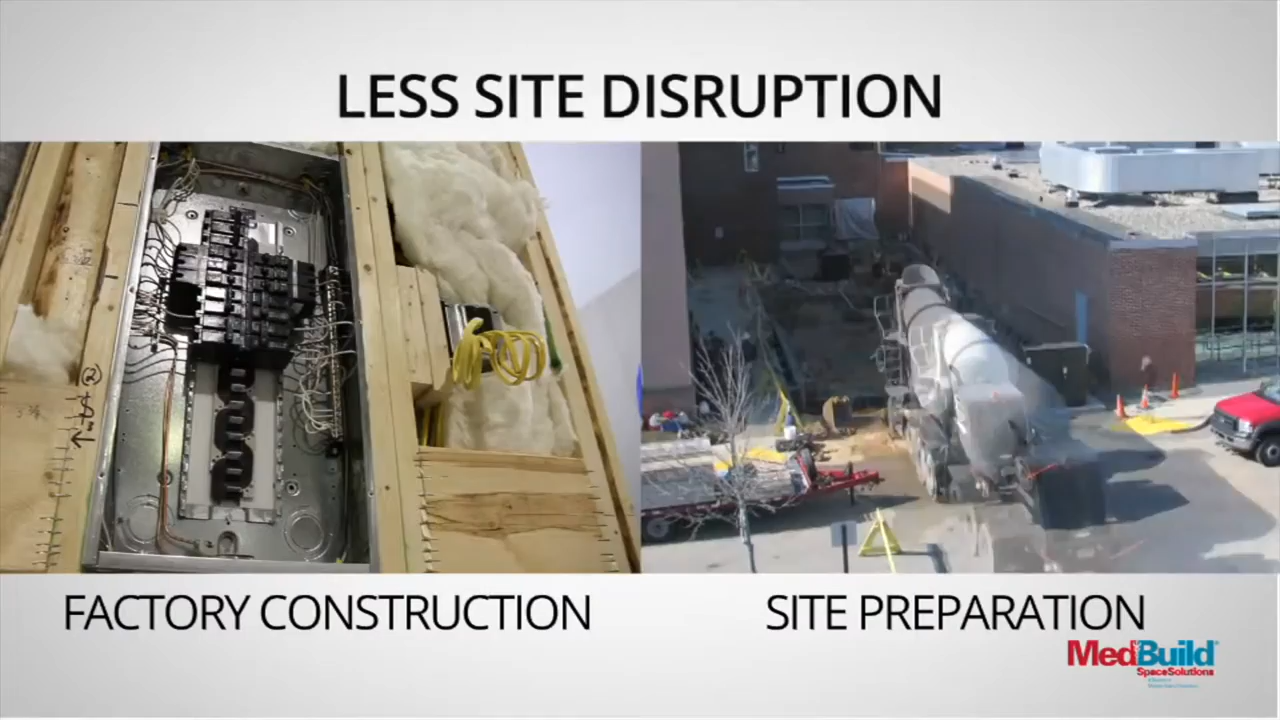 LESS SITE DISRUPTION
FACTORY CONSTRUCTION
SITE PREPARATION
MedBuild
SpaceSolutions